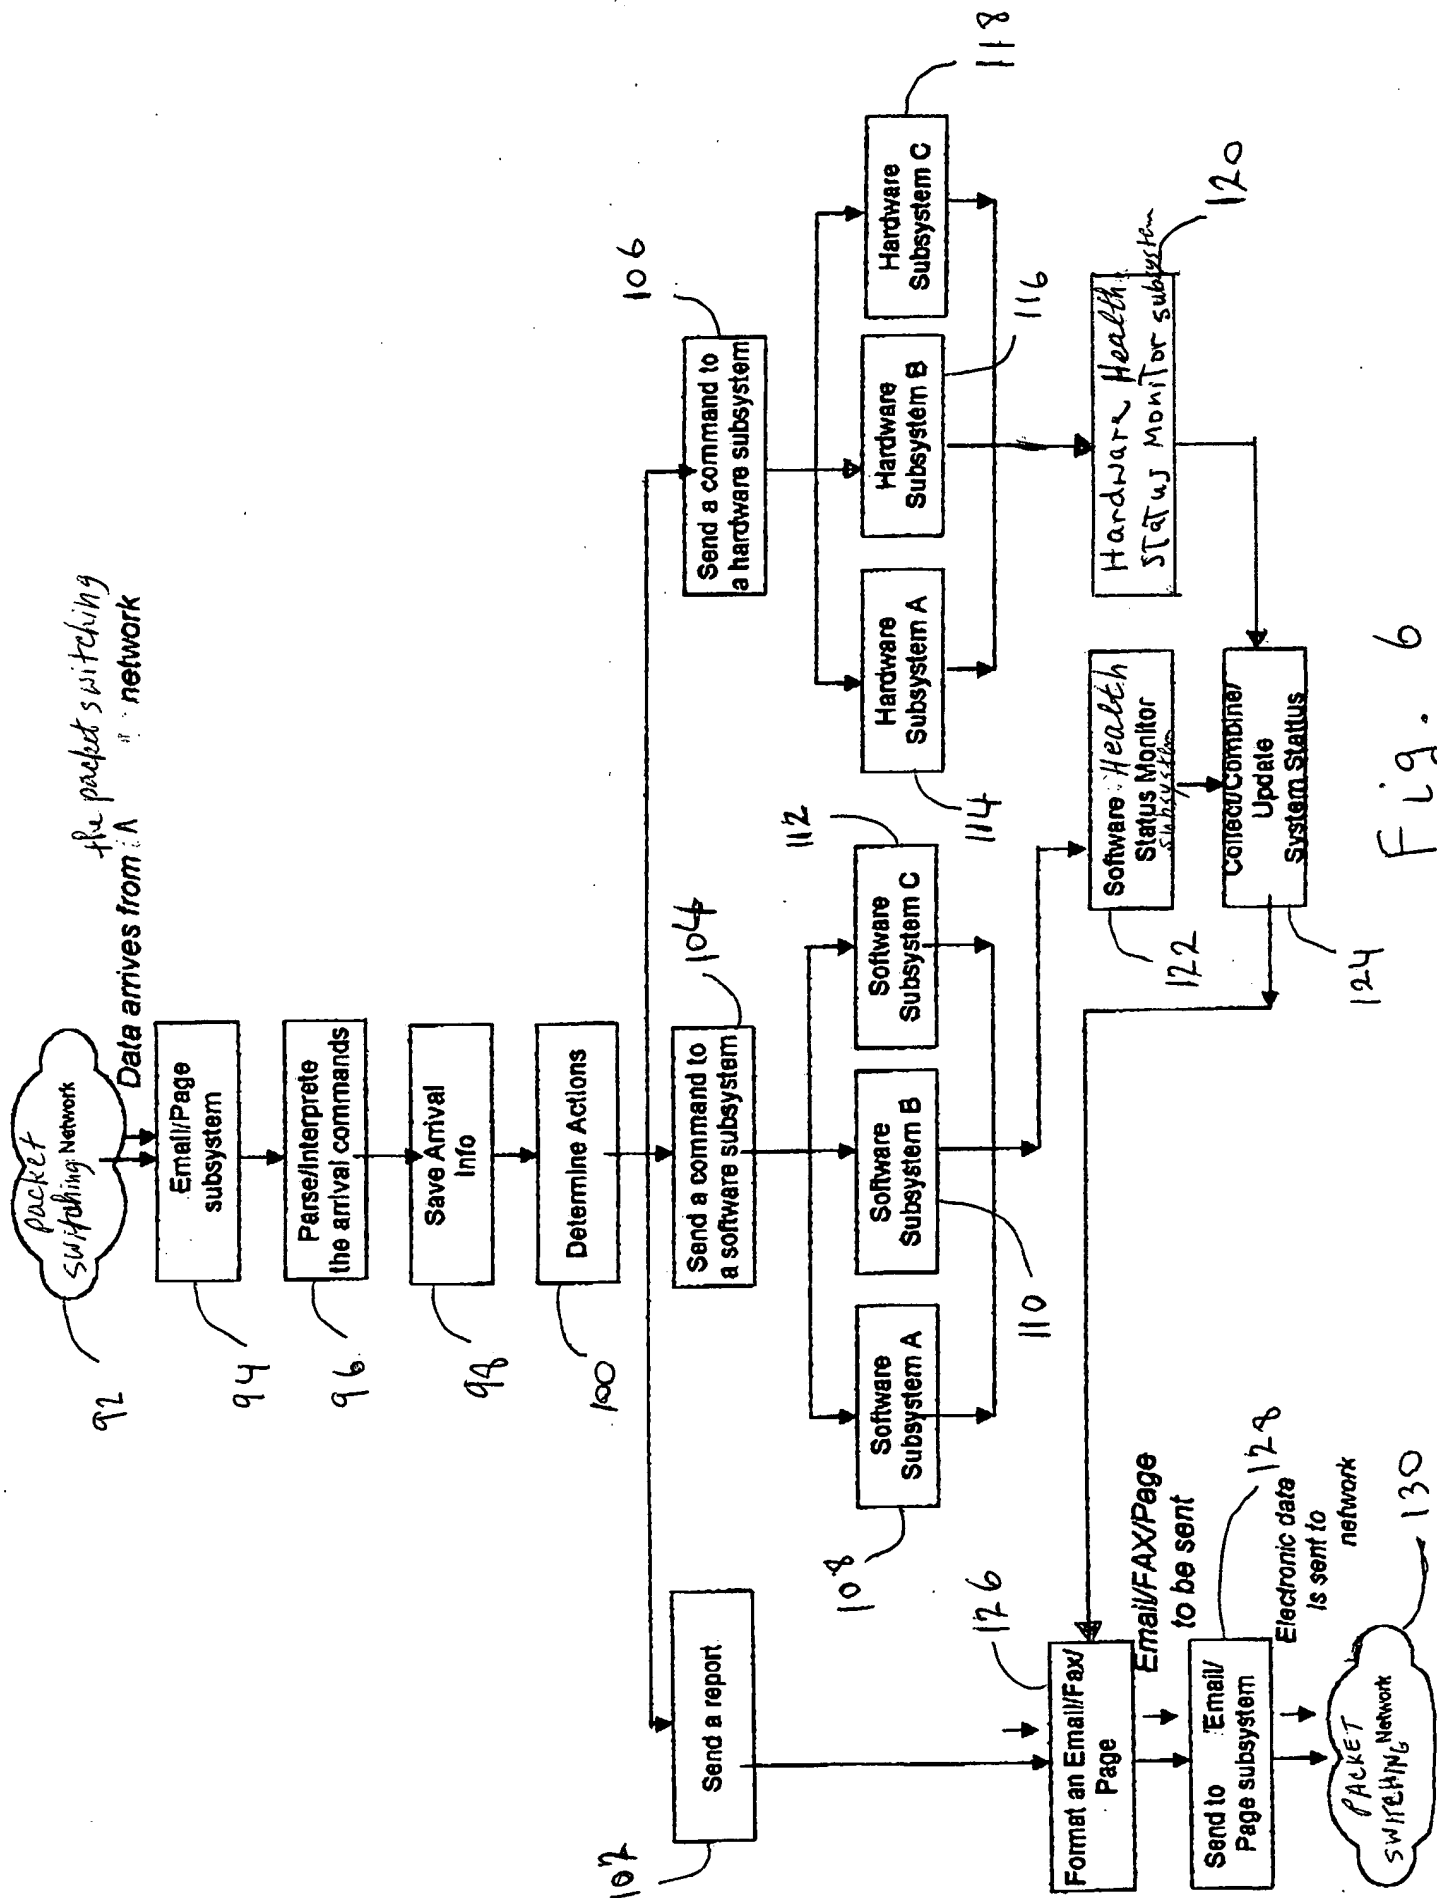 Packet
Switching Network
92
the packet switching
Data arrives from A network
Email/Page
subsystem
94
Parse/Interprete
the arrival commands
96
Save Arrival
Info
98
Determine Actions
100
Send a report
102
Send a command to
a software subsystem
104
Send a command to
a hardware subsystem
106
Software
Subsystem A
108
Software
Subsystem B
110
Software
Subsystem C
112
Hardware
Subsystem A
114
Hardware
Subsystem B
116
Hardware
Subsystem C
118
Hardware Health
Status Monitor subsystem
120
Software Health
Status Monitor
subsystem
122
Collect/Combine/
Update
System Stattus
124
Format an Email/Fax/
Page
126
Email/FAX/Page
to be sent
Send to Email/
Page subsystem
128
Electronic date
is sent to
network
PACKET
SWITCHING Network
130
Fig. 6